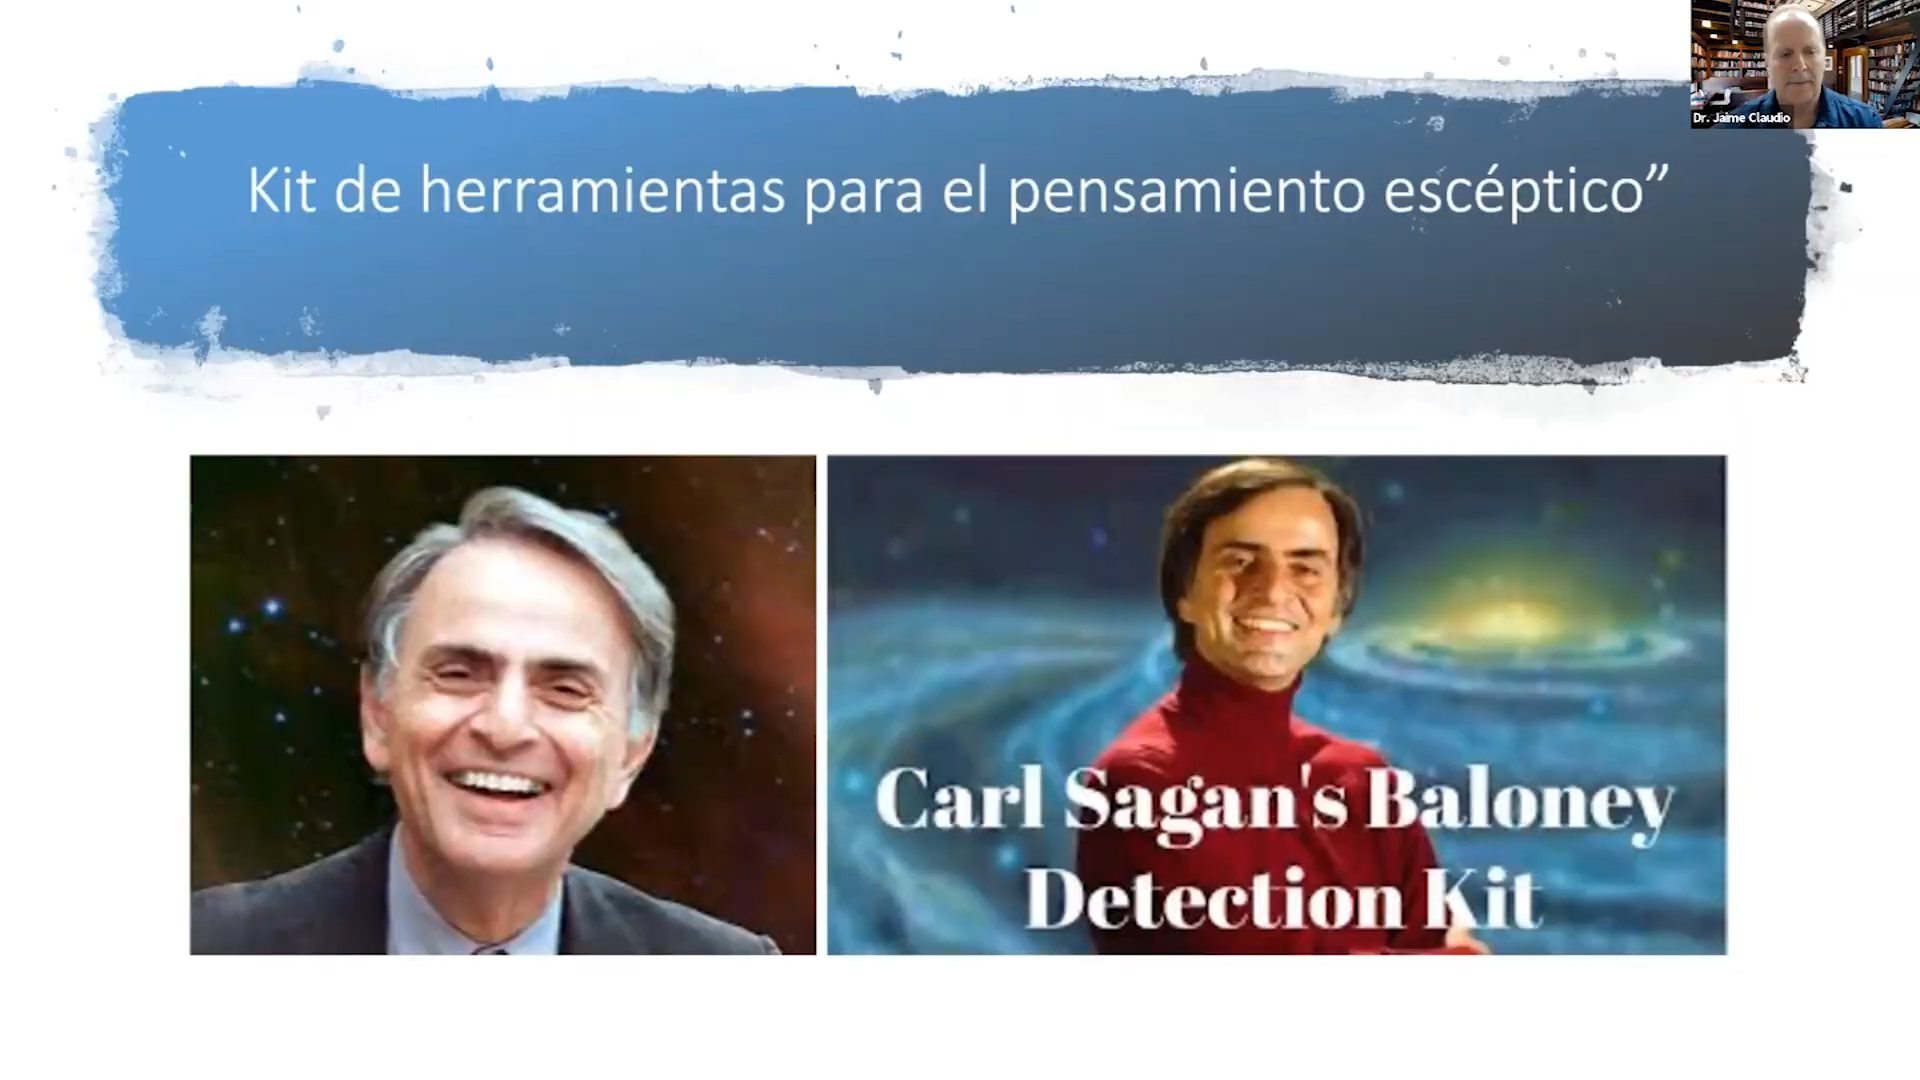 Dr. Jaime Claudio
Kit de herramientas para el pensamiento escéptico”
Carl Sagan's Baloney
Detection Kit